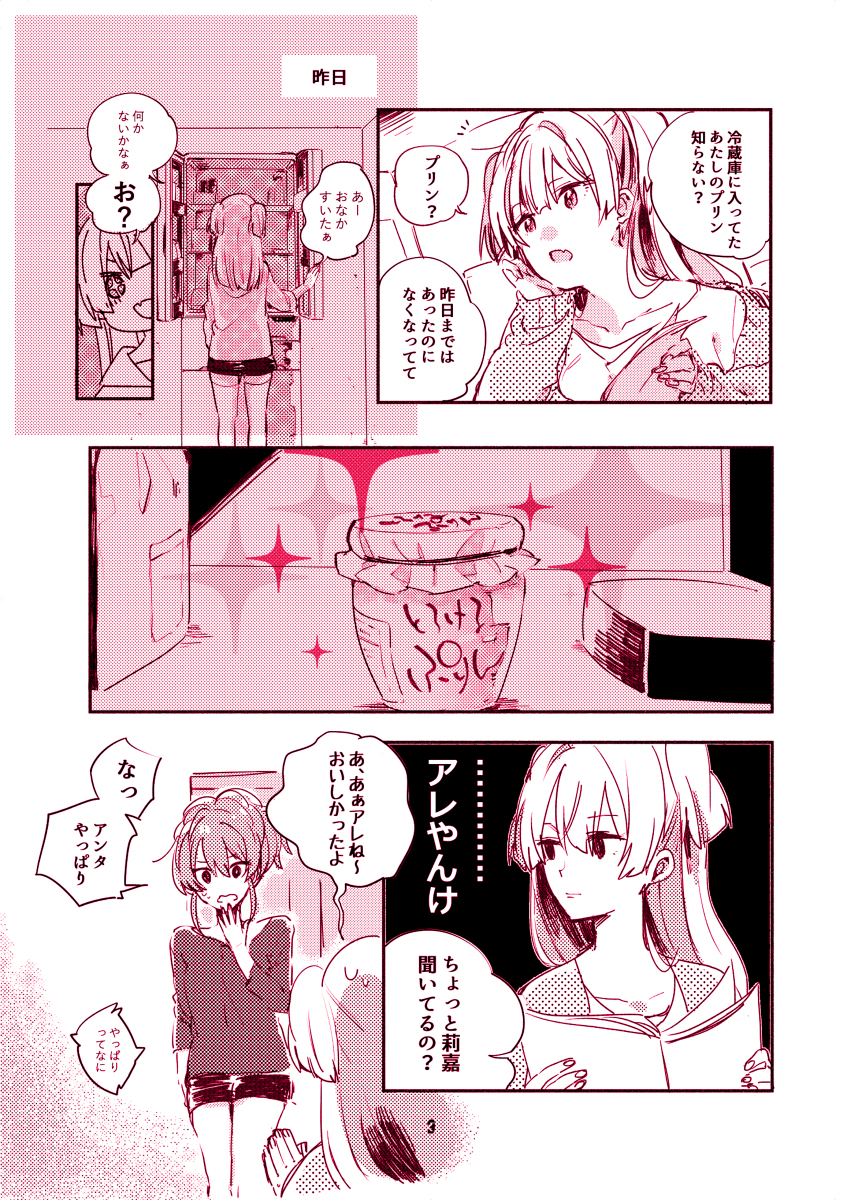 冷蔵庫に入ってた
あたしのプリン
知らない？
プリン？
昨日までは
あったのに
なくなってて
昨日
あー
おなか
すいたぁ
何か
ないかなぁ
お？
とろける
ぷりん
………………
アレやんけ
ちょっと莉嘉
聞いてるの？
あ、あぁアレね〜
おいしかったよ
なっ
アンタ
やっぱり
やっぱり
ってなに
3